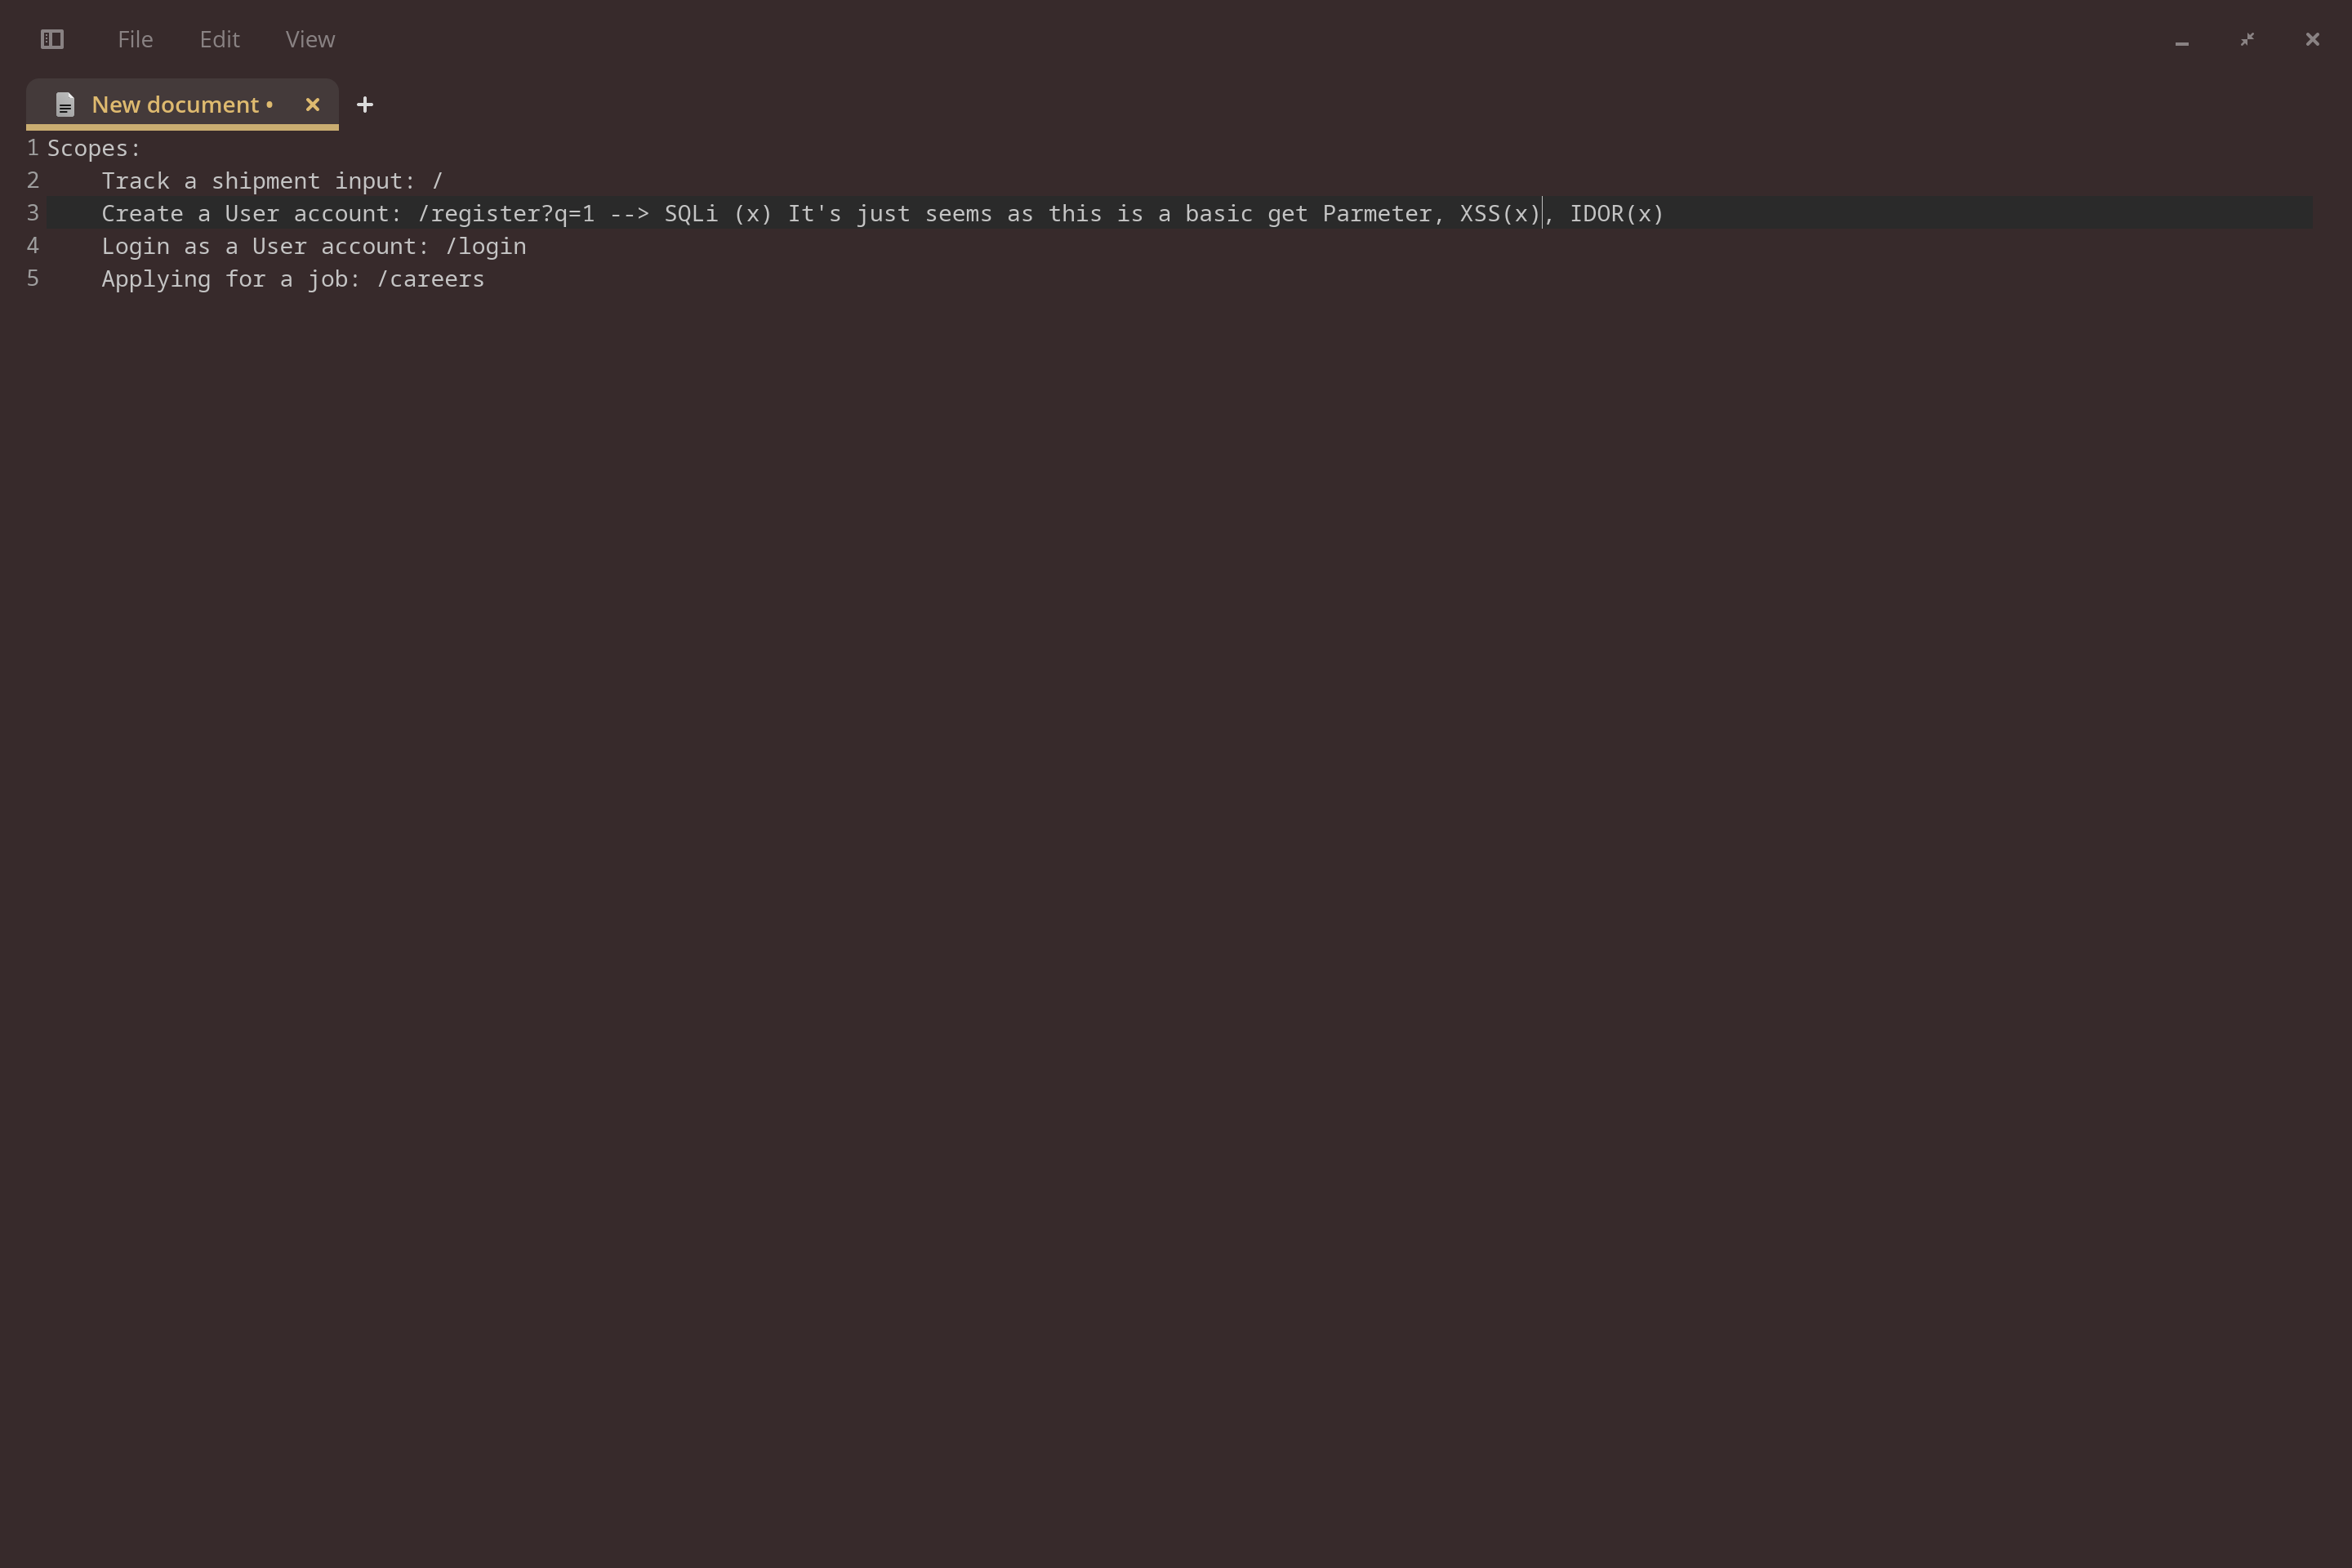 File Edit View
New document •
1 Scopes:
2     Track a shipment input: /
3     Create a User account: /register?q=1 --> SQLi (x) It's just seems as this is a basic get Parmeter, XSS(x), IDOR(x)
4     Login as a User account: /login
5     Applying for a job: /careers